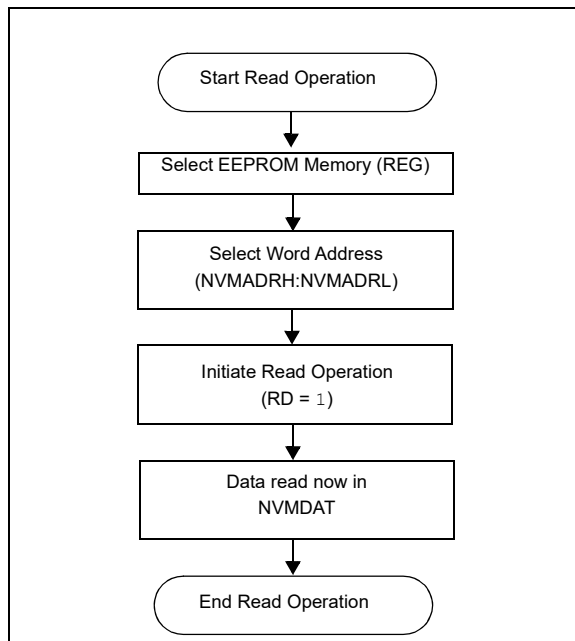 Start Read Operation
Select EEPROM Memory (REG)
Select Word Address
(NVMADRH:NVMADRL)
Initiate Read Operation
(RD = 1)
Data read now in
NVMDAT
End Read Operation